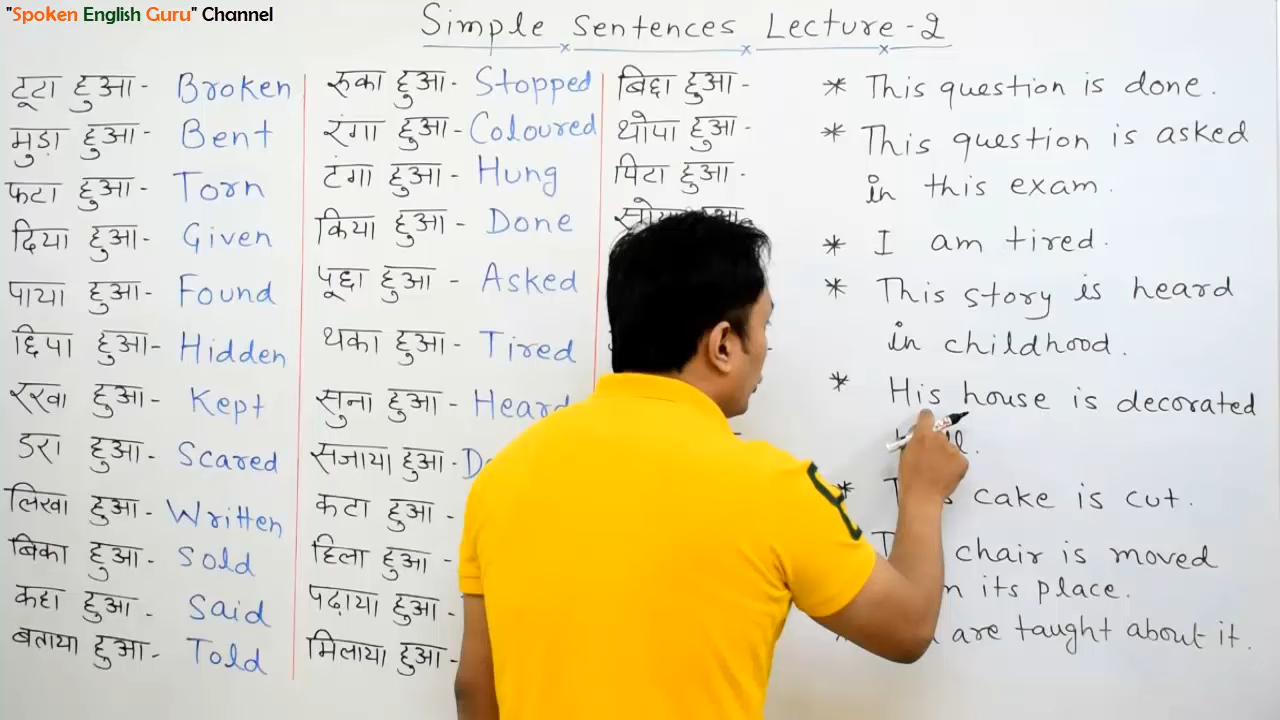 "Spoken English Guru" Channel
Simple Sentences Lecture-2
टूटा हुआ - Broken
मुड़ा हुआ - Bent
फटा हुआ - Torn
दिया हुआ - Given
पाया हुआ - Found
छिपा हुआ - Hidden
रखा हुआ - Kept
डरा हुआ - Scared
लिखा हुआ - Written
बिका हुआ - Sold
कहा हुआ - Said
बताया हुआ - Told
रुका हुआ - Stopped
रंगा हुआ - Coloured
टंगा हुआ - Hung
किया हुआ - Done
पूछा हुआ - Asked
थका हुआ - Tired
सुना हुआ - Heard
सजाया हुआ -
कटा हुआ -
हिला हुआ -
पढ़ाया हुआ -
मिलाया हुआ -
बिछा हुआ -
थोपा हुआ -
पिटा हुआ -
* This question is done.
* This question is asked
in this exam.
* I am tired.
* This story is heard
in childhood.
* His house is decorated
* cake is cut.
chair is moved
its place.
are taught about it.